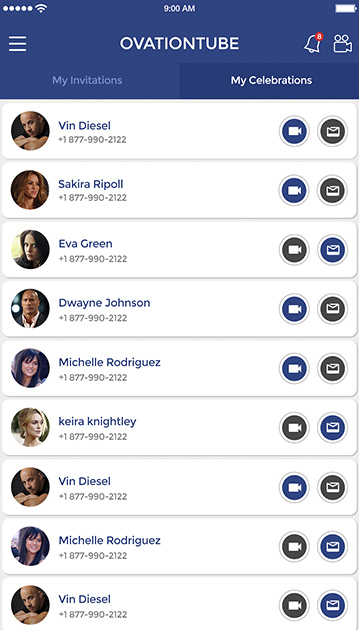 9:00 AM
OVATIONTUBE
8
My Invitations
My Celebrations
Vin Diesel
+1 877-990-2122
Sakira Ripoll
+1 877-990-2122
Eva Green
+1 877-990-2122
Dwayne Johnson
+1 877-990-2122
Michelle Rodriguez
+1 877-990-2122
keira knightley
+1 877-990-2122
Vin Diesel
+1 877-990-2122
Michelle Rodriguez
+1 877-990-2122
Vin Diesel
+1 877-990-2122